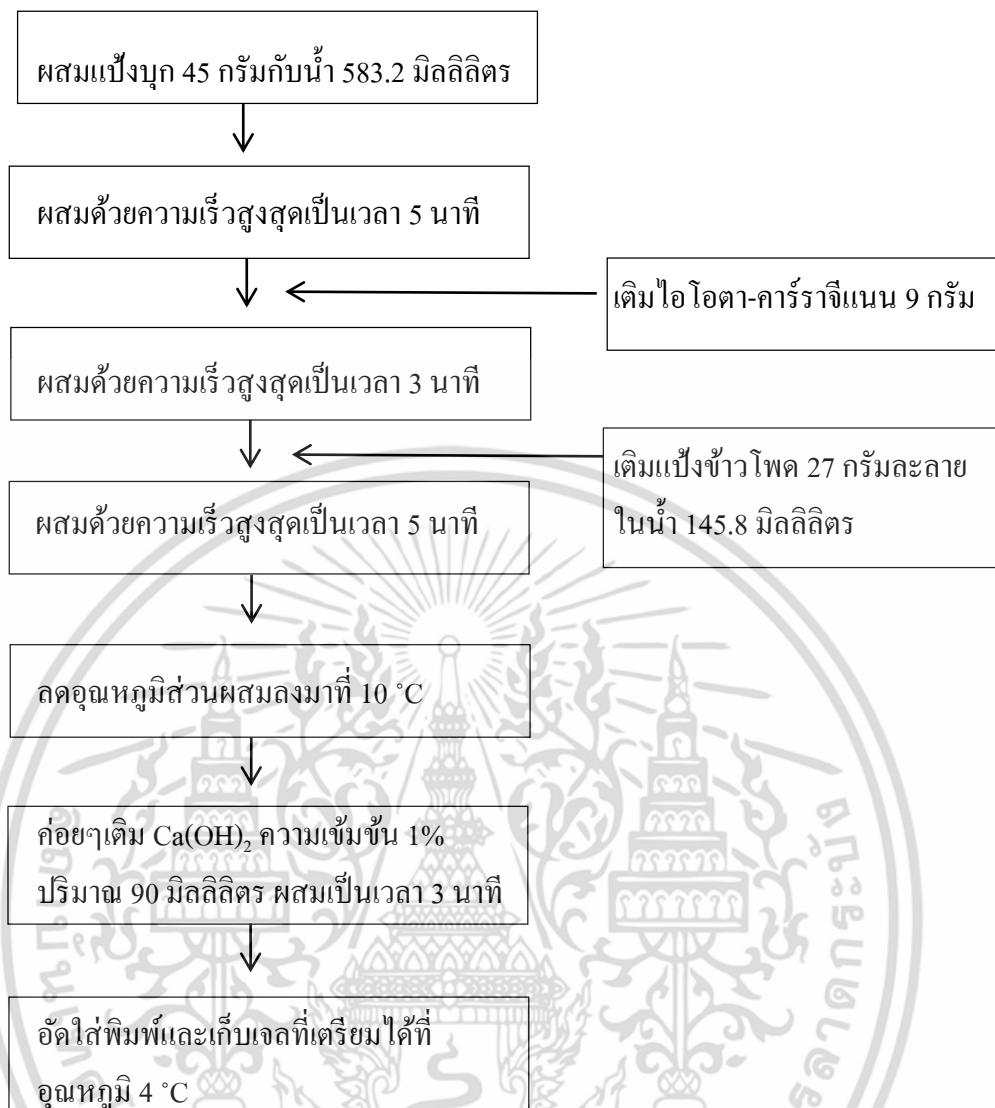 ผสมแป้งบุก 45 กรัมกับน้ำ 583.2 มิลลิลิตร
ผสมด้วยความเร็วสูงสุดเป็นเวลา 5 นาที
เติมไอโอตา-คาร์ราจีแนน 9 กรัม
ผสมด้วยความเร็วสูงสุดเป็นเวลา 3 นาที
เติมแป้งข้าวโพด 27 กรัมละลาย
ในน้ำ 145.8 มิลลิลิตร
ผสมด้วยความเร็วสูงสุดเป็นเวลา 5 นาที
ลดอุณหภูมิส่วนผสมลงมาที่ 10 °C
ค่อยๆเติม Ca(OH)₂ ความเข้มข้น 1%
ปริมาณ 90 มิลลิลิตร ผสมเป็นเวลา 3 นาที
อัดใส่พิมพ์และเก็บเจลที่เตรียมได้ที่
อุณหภูมิ 4 °C